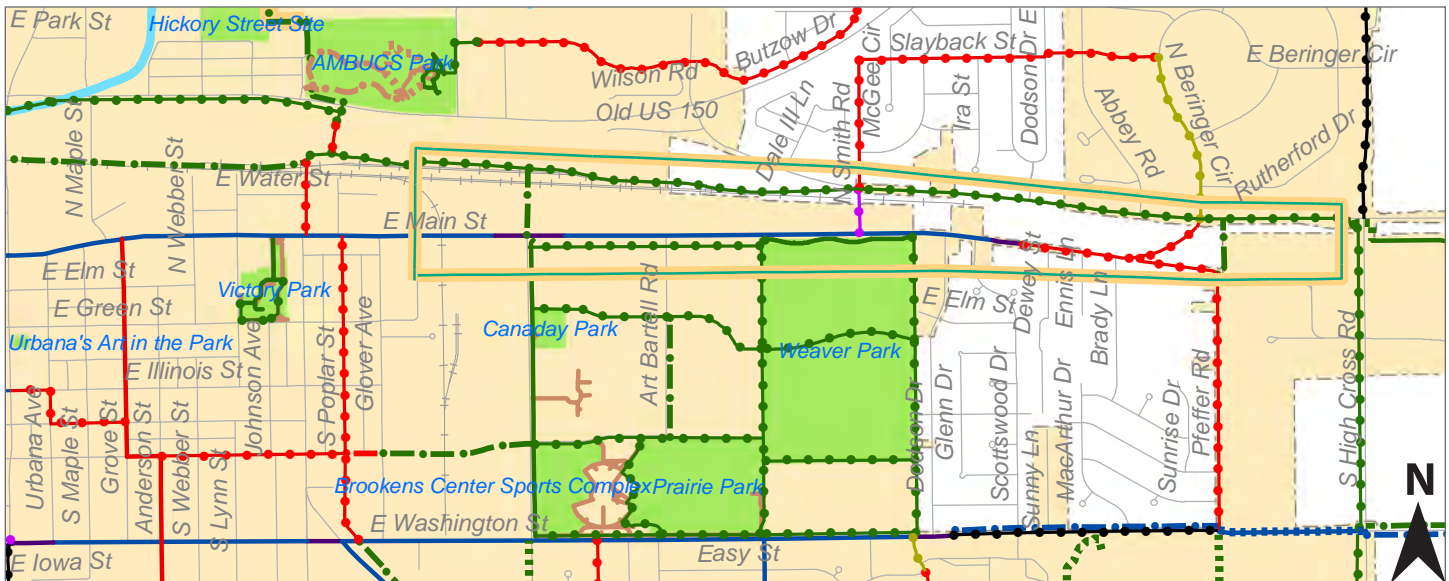 E Park St
Hickory Street Site
AMBUCS Park
Wilson Rd
Butzow Dr
Old US 150
Dale III Ln
N Smith Rd
McGee Cir
Slayback St
Ira St
Dodson Dr E
Abbey Rd
N Beringer Cir
E Beringer Cir
Rutherford Dr
N Maple St
N Webber St
E Water St
E Main St
E Elm St
E Green St
Victory Park
Urbana's Art in the Park
E Illinois St
Johnson Ave
S Poplar St
Glover Ave
Canaday Park
Art Bartell Rd
Weaver Park
E Elm St
Dewey St
Ennis Ln
Brady Ln
Urbana Ave
S Maple St
Grove St
Anderson St
S Webber St
S Lynn St
Brookens Center Sports Complex
Prairie Park
Dodson Dr
Glenn Dr
Scottswood Dr
Sunny Ln
MacArthur Dr
Sunrise Dr
Pfeffer Rd
S High Cross Rd
N
E Washington St
Easy St
E Iowa St